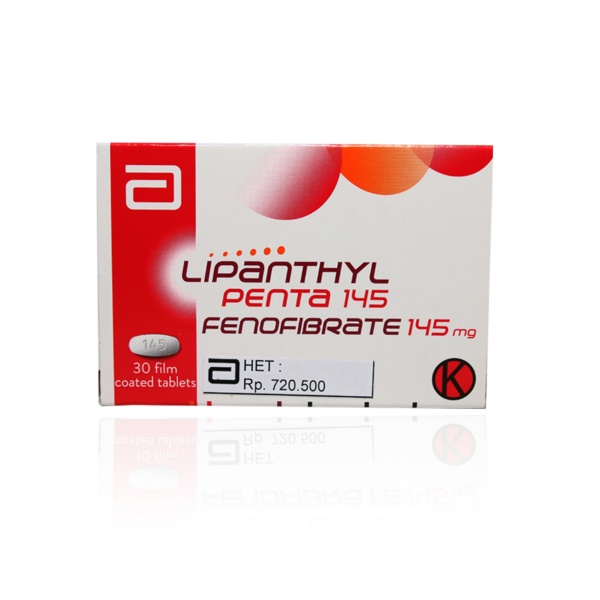 LIPANTHYL
PENTA 145
FENOFIBRATE 145 mg
145
30 film
coated tablets
a HET :
Rp. 720.500
K